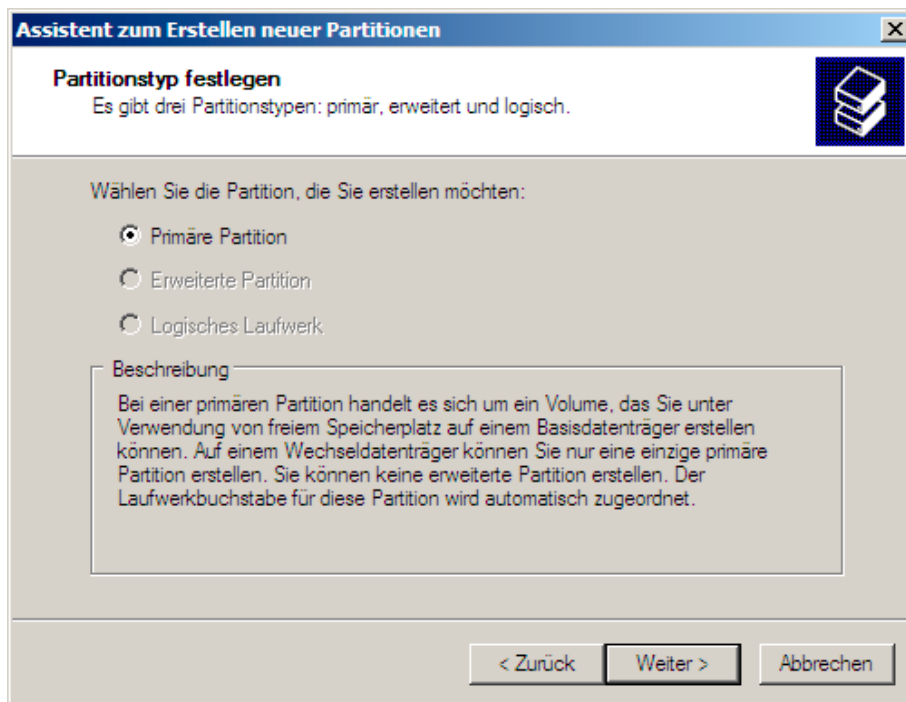 Assistent zum Erstellen neuer Partitionen
Partitionstyp festlegen
Es gibt drei Partitionstypen: primär, erweitert und logisch.
Wählen Sie die Partition, die Sie erstellen möchten:
Primäre Partition
Erweiterte Partition
Logisches Laufwerk
Beschreibung
Bei einer primären Partition handelt es sich um ein Volume, das Sie unter
Verwendung von freiem Speicherplatz auf einem Basisdatenträger erstellen
können. Auf einem Wechseldatenträger können Sie nur eine einzige primäre
Partition erstellen. Sie können keine erweiterte Partition erstellen. Der
Laufwerkbuchstabe für diese Partition wird automatisch zugeordnet.
< Zurück
Weiter >
Abbrechen